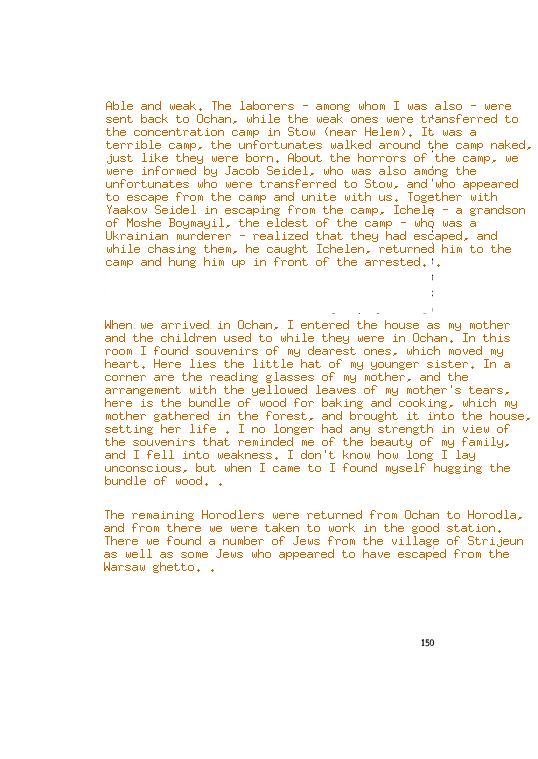 Able and weak. The laborers - among whom I was also - were
sent back to Ochan, while the weak ones were transferred to
the concentration camp in Stow (near Helem). It was a
terrible camp, the unfortunates walked around the camp naked,
just like they were born. About the horrors of the camp, we
were informed by Jacob Seidel, who was also among the
unfortunates who were transferred to Stow, and who appeared
to escape from the camp and unite with us. Together with
Yaakov Seidel in escaping from the camp, Ichele - a grandson
of Moshe Boymayil, the eldest of the camp - who was a
Ukrainian murderer - realized that they had escaped, and
while chasing them, he caught Ichelen, returned him to the
camp and hung him up in front of the arrested. .
When we arrived in Ochan, I entered the house as my mother
and the children used to while they were in Ochan. In this
room I found souvenirs of my dearest ones, which moved my
heart. Here lies the little hat of my younger sister. In a
corner are the reading glasses of my mother, and the
arrangement with the yellowed leaves of my mother's tears,
here is the bundle of wood for baking and cooking, which my
mother gathered in the forest, and brought it into the house,
setting her life . I no longer had any strength in view of
the souvenirs that reminded me of the beauty of my family,
and I fell into weakness. I don't know how long I lay
unconscious, but when I came to I found myself hugging the
bundle of wood. .
The remaining Horodlers were returned from Ochan to Horodla,
and from there we were taken to work in the good station.
There we found a number of Jews from the village of Strijeun
as well as some Jews who appeared to have escaped from the
Warsaw ghetto. .
150